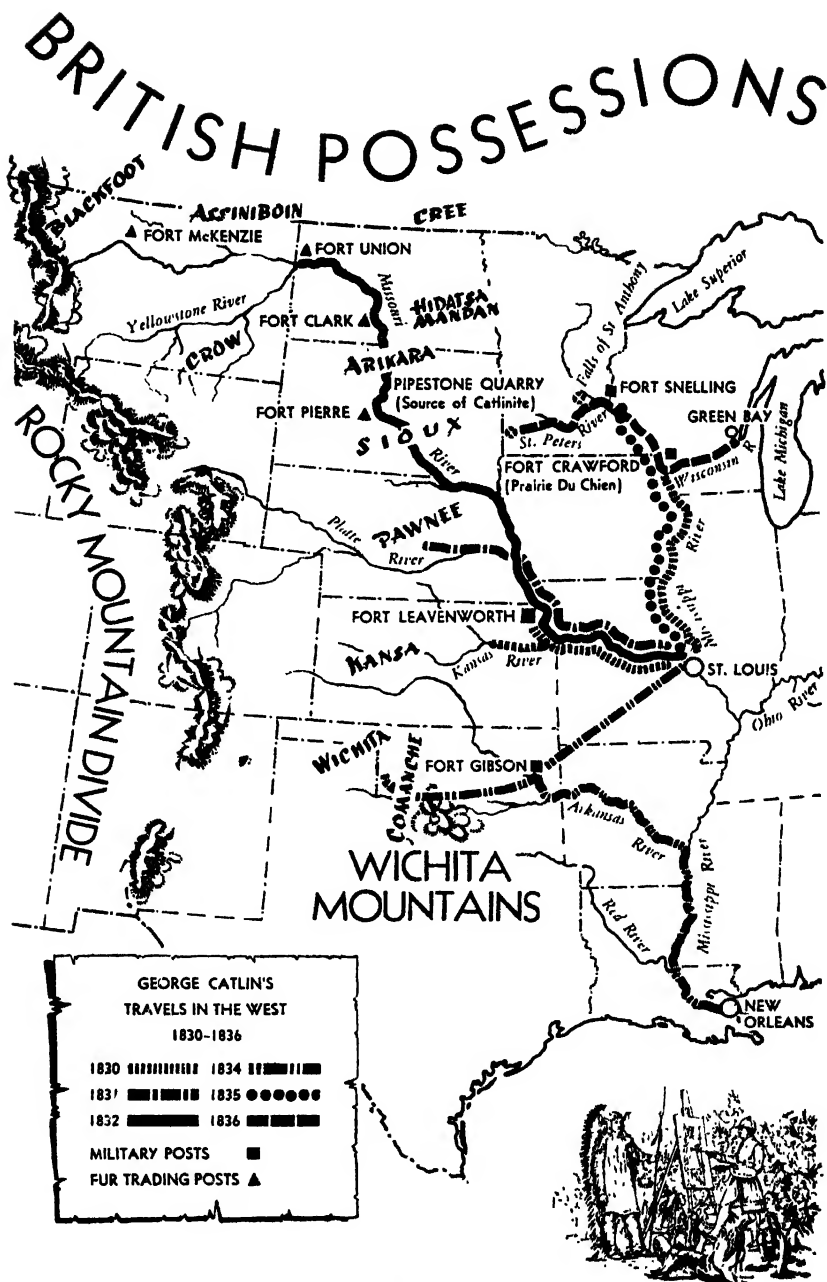 BRITISH POSSESSIONS
BLACKFOOT
ASSINIBOIN
CREE
FORT McKENZIE
FORT UNION
Missouri
HIDATSA
MANDAN
Yellowstone River
FORT CLARK
CROW
ARIKARA
Falls of St. Anthony
Lake Superior
PIPESTONE QUARRY
(Source of Catlinite)
FORT SNELLING
GREEN BAY
FORT PIERRE
SIOUX
River
St. Peters River
FORT CRAWFORD
(Prairie Du Chien)
Wisconsin R
Lake Michigan
ROCKY MOUNTAIN DIVIDE
Platte
River
PAWNEE
River
FORT LEAVENWORTH
KANSA
Kansas River
ST. LOUIS
Ohio River
WICHITA
COMANCHE
FORT GIBSON
Arkansas
River
WICHITA
MOUNTAINS
Red River
Mississippi River
NEW
ORLEANS
GEORGE CATLIN'S
TRAVELS IN THE WEST
1830-1836
1830 1834
1831 1835
1832 1836
MILITARY POSTS
FUR TRADING POSTS